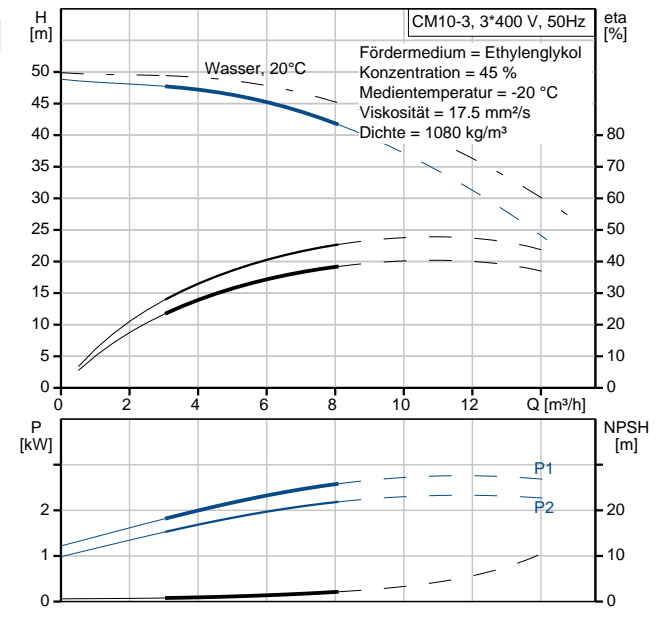 H
[m]
CM10-3, 3*400 V, 50Hz
eta
[%]
Wasser, 20°C
Fördermedium = Ethylenglykol
Konzentration = 45 %
Medientemperatur = -20 °C
Viskosität = 17.5 mm²/s
Dichte = 1080 kg/m³
50
45
40
35
30
25
20
15
10
5
0
80
70
60
50
40
30
20
10
0
0
2
4
6
8
10
12
Q [m³/h]
P
[kW]
NPSH
[m]
P1
P2
2
1
0
20
10
0